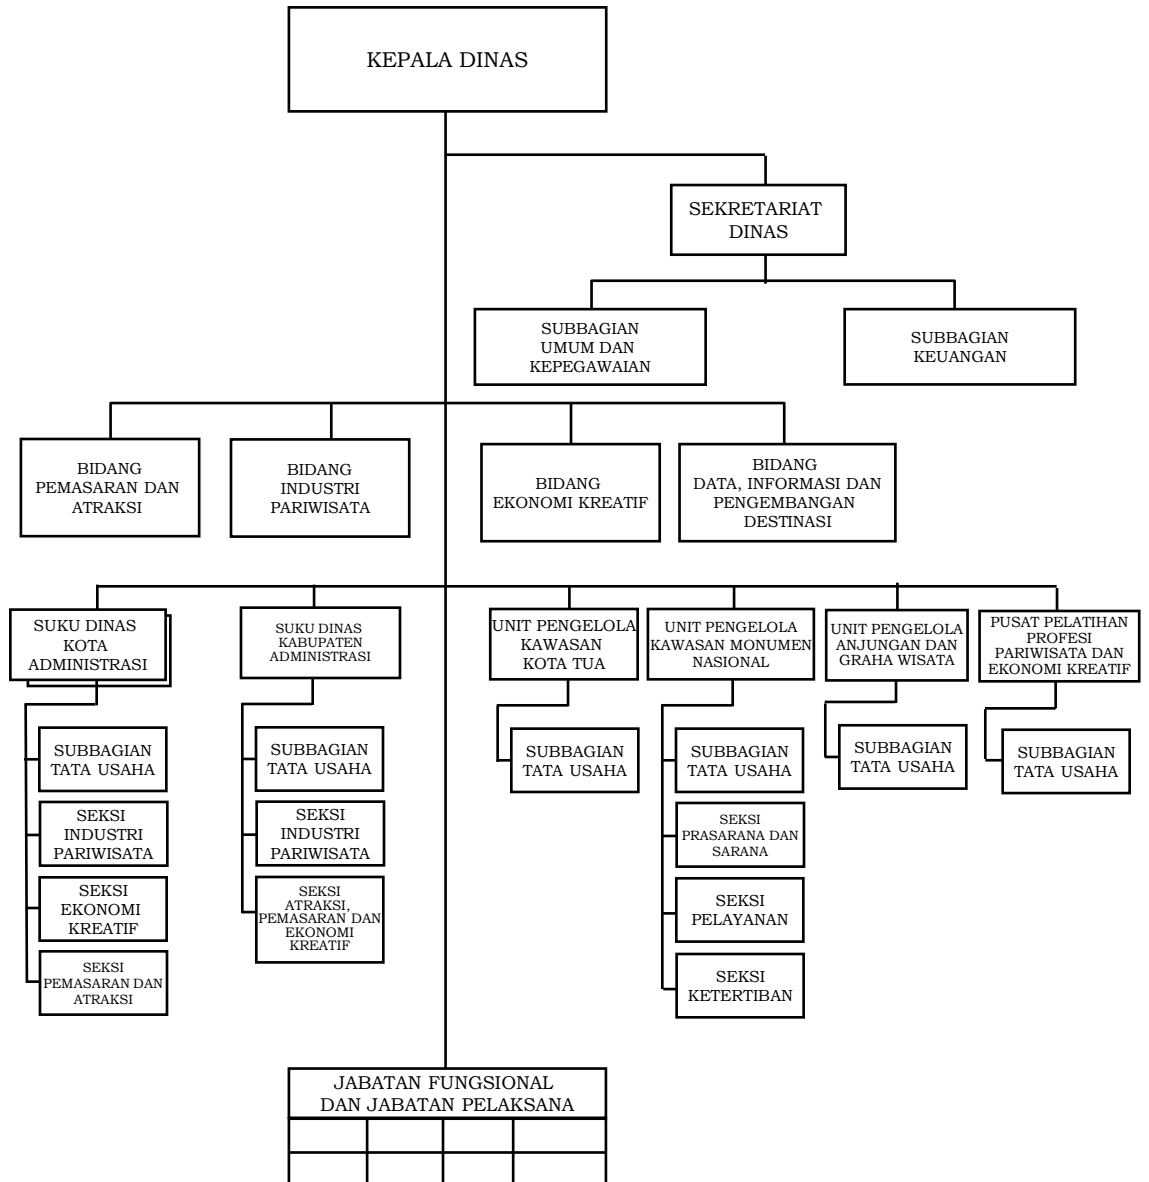 KEPALA DINAS
SEKRETARIAT
DINAS
SUBBAGIAN
UMUM DAN
KEPEGAWAIAN
SUBBAGIAN
KEUANGAN
BIDANG
PEMASARAN DAN
ATRAKSI
BIDANG
INDUSTRI
PARIWISATA
BIDANG
EKONOMI KREATIF
BIDANG
DATA, INFORMASI DAN
PENGEMBANGAN
DESTINASI
SUKU DINAS
KOTA
ADMINISTRASI
SUKU DINAS
KABUPATEN
ADMINISTRASI
UNIT PENGELOLA
KAWASAN
KOTA TUA
UNIT PENGELOLA
KAWASAN MONUMEN
NASIONAL
UNIT PENGELOLA
ANJUNGAN DAN
GRAHA WISATA
PUSAT PELATIHAN
PROFESI
PARIWISATA DAN
EKONOMI KREATIF
SUBBAGIAN
TATA USAHA
SEKSI
INDUSTRI
PARIWISATA
SEKSI
EKONOMI
KREATIF
SEKSI
PEMASARAN DAN
ATRAKSI
SUBBAGIAN
TATA USAHA
SEKSI
INDUSTRI
PARIWISATA
SEKSI
ATRAKSI,
PEMASARAN DAN
EKONOMI
KREATIF
SUBBAGIAN
TATA USAHA
SUBBAGIAN
TATA USAHA
SEKSI
PRASARANA DAN
SARANA
SEKSI
PELAYANAN
SEKSI
KETERTIBAN
SUBBAGIAN
TATA USAHA
SUBBAGIAN
TATA USAHA
JABATAN FUNGSIONAL
DAN JABATAN PELAKSANA